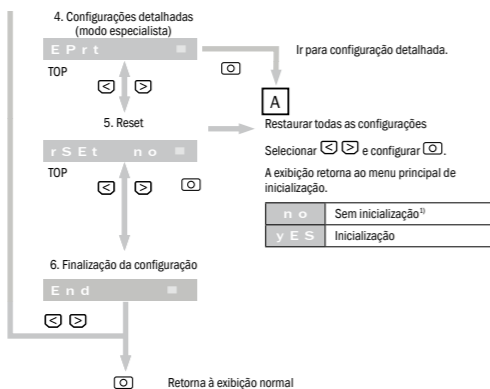 4. Configurações detalhadas
(modo especialista)
EPrt
TOP
Ir para configuração detalhada.
A
5. Reset
rSEt no
TOP
Restaurar todas as configurações
Selecionar < > e configurar O.
A exibição retorna ao menu principal de
inicialização.
no Sem inicialização¹⁾
yES Inicialização
6. Finalização da configuração
End
Retorna à exibição normal